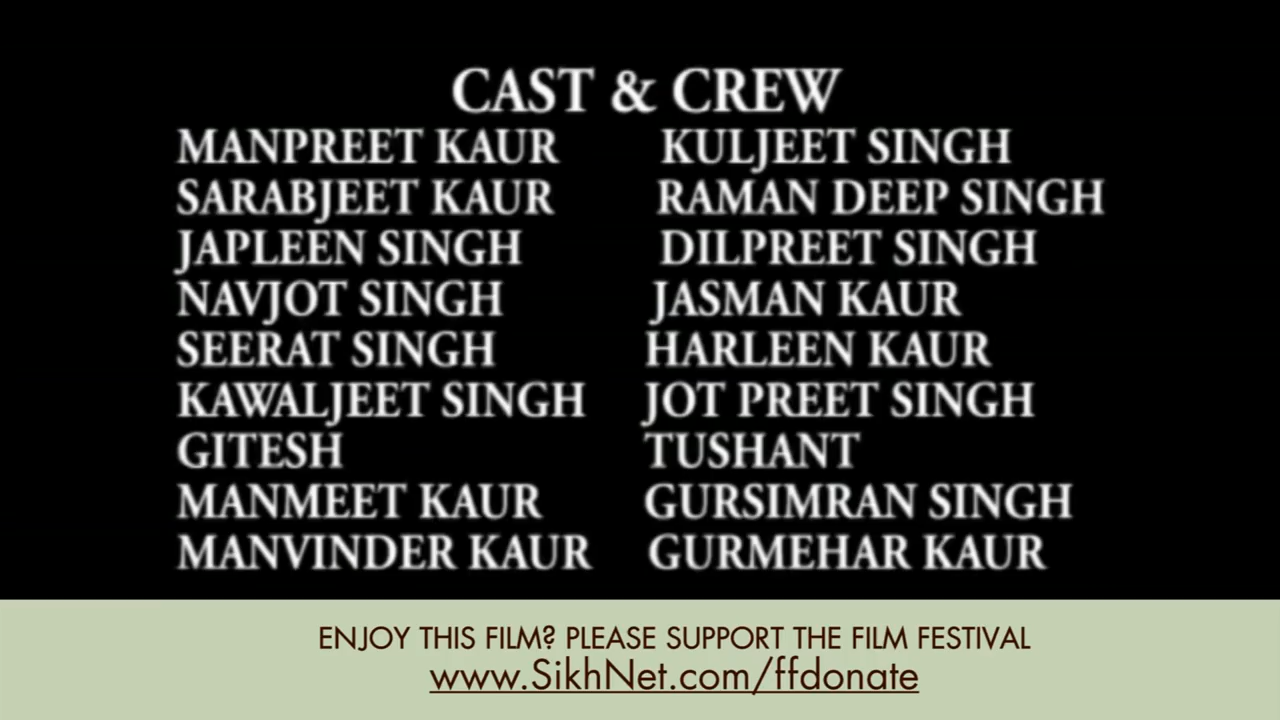 CAST & CREW
MANPREET KAUR KULJEET SINGH
SARABJEET KAUR RAMAN DEEP SINGH
JAPLEEN SINGH DILPREET SINGH
NAVJOT SINGH JASMAN KAUR
SEERAT SINGH HARLEEN KAUR
KAWALJEET SINGH JOT PREET SINGH
GITESH TUSHANT
MANMEET KAUR GURSIMRAN SINGH
MANVINDER KAUR GURMEHAR KAUR
ENJOY THIS FILM? PLEASE SUPPORT THE FILM FESTIVAL
www.SikhNet.com/ffdonate